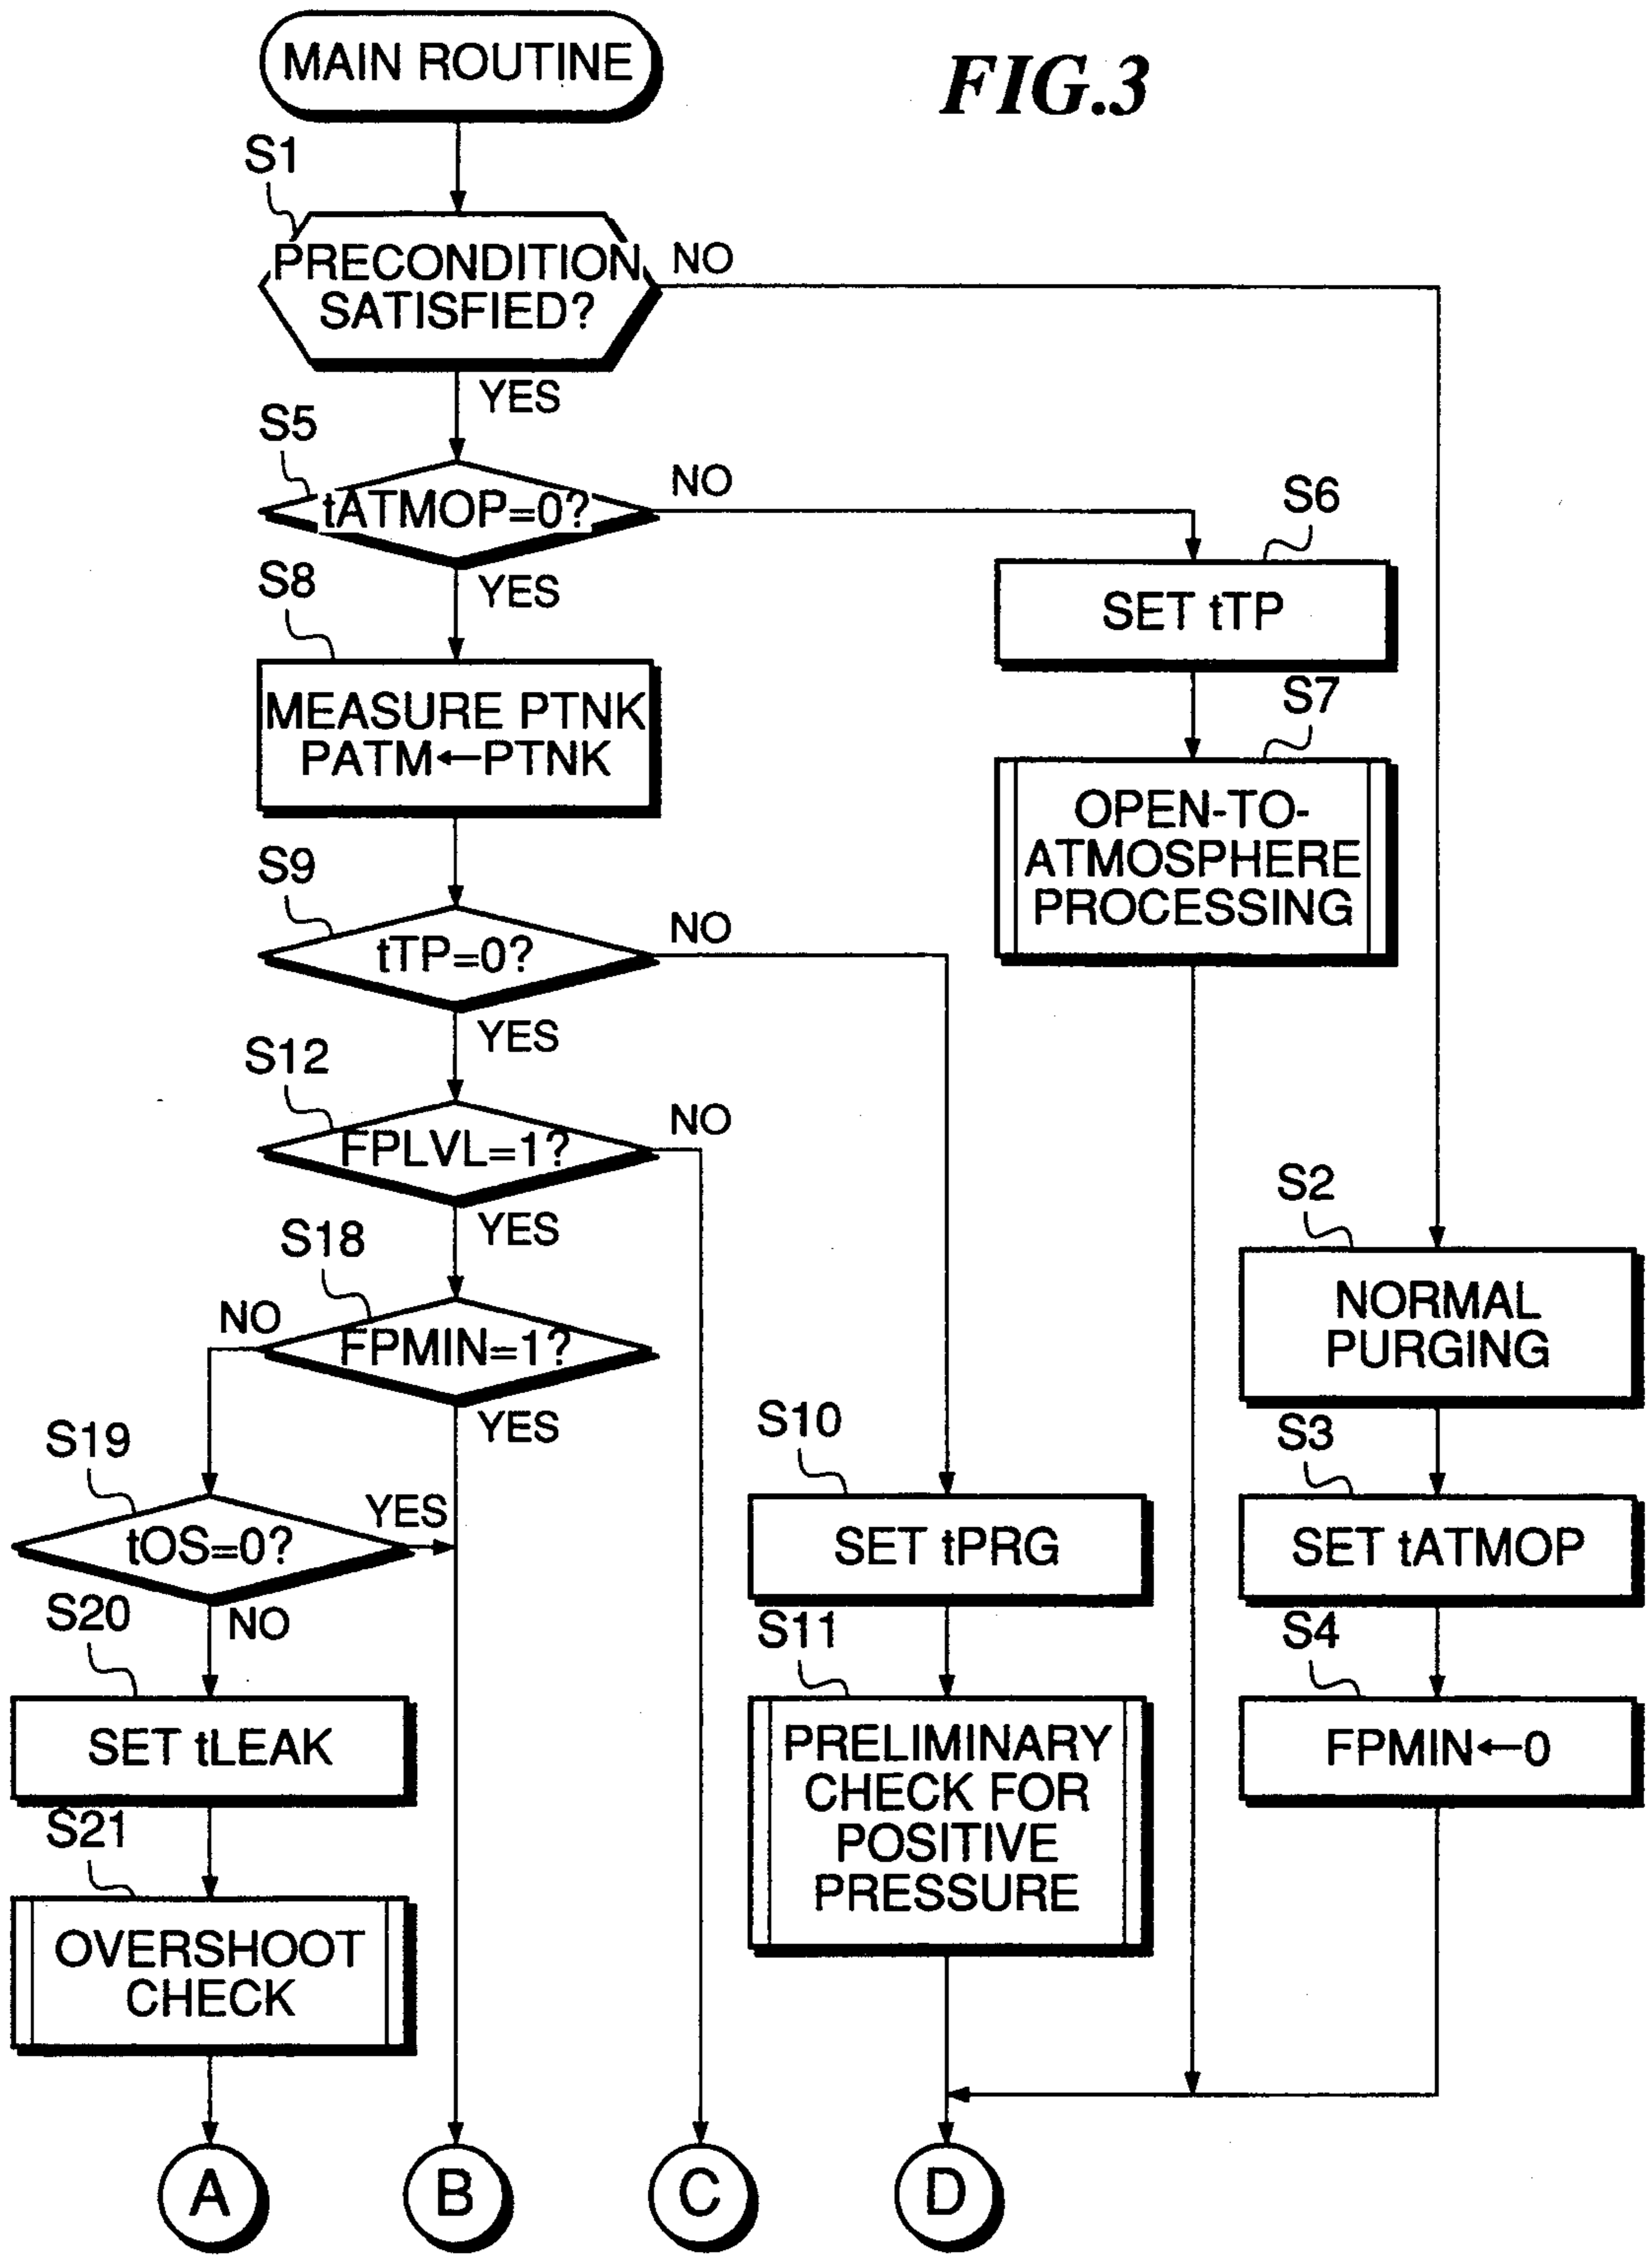 MAIN ROUTINE
FIG.3
S1
PRECONDITION
SATISFIED?
NO
YES
S5
tATMOP=0?
NO
YES
S6
SET tTP
S7
OPEN-TO-
ATMOSPHERE
PROCESSING
S8
MEASURE PTNK
PATM←PTNK
S9
tTP=0?
NO
YES
S12
FPLVL=1?
NO
YES
S18
FPMIN=1?
NO
YES
S19
tOS=0?
YES
NO
S20
SET tLEAK
S21
OVERSHOOT
CHECK
S10
SET tPRG
S11
PRELIMINARY
CHECK FOR
POSITIVE
PRESSURE
S2
NORMAL
PURGING
S3
SET tATMOP
S4
FPMIN←0
A
B
C
D